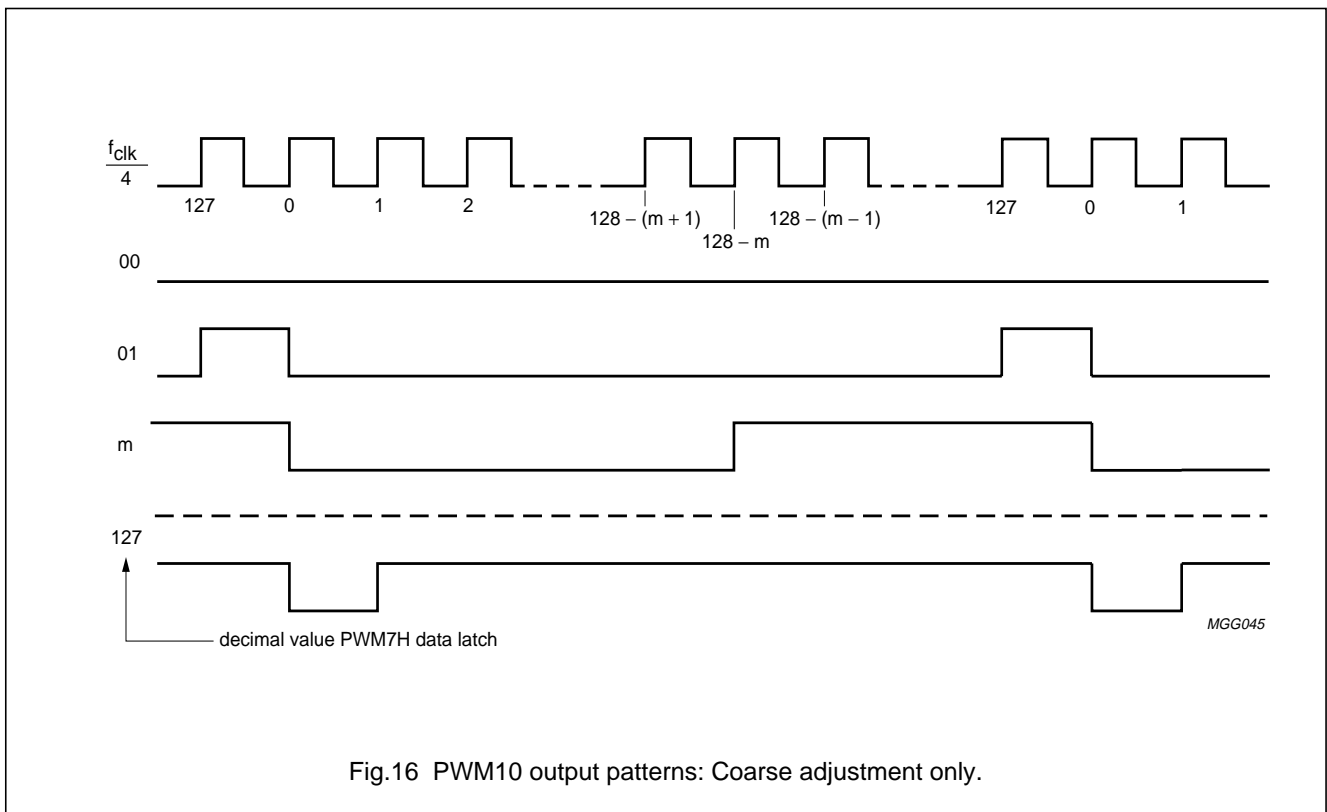 fclk
4
127 0 1 2 128 – (m + 1) 128 – (m – 1) 127 0 1
128 – m
00
01
m
127
decimal value PWM7H data latch
MGG045
Fig.16 PWM10 output patterns: Coarse adjustment only.